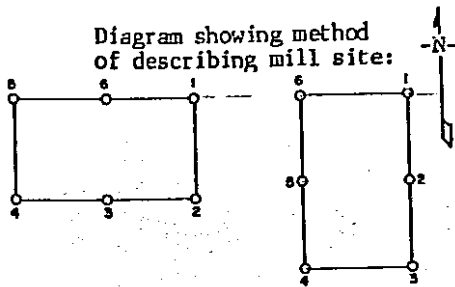 Diagram showing method
of describing mill site:
-N-
5 6 1
4 3 2
6 1
5 2
4 3